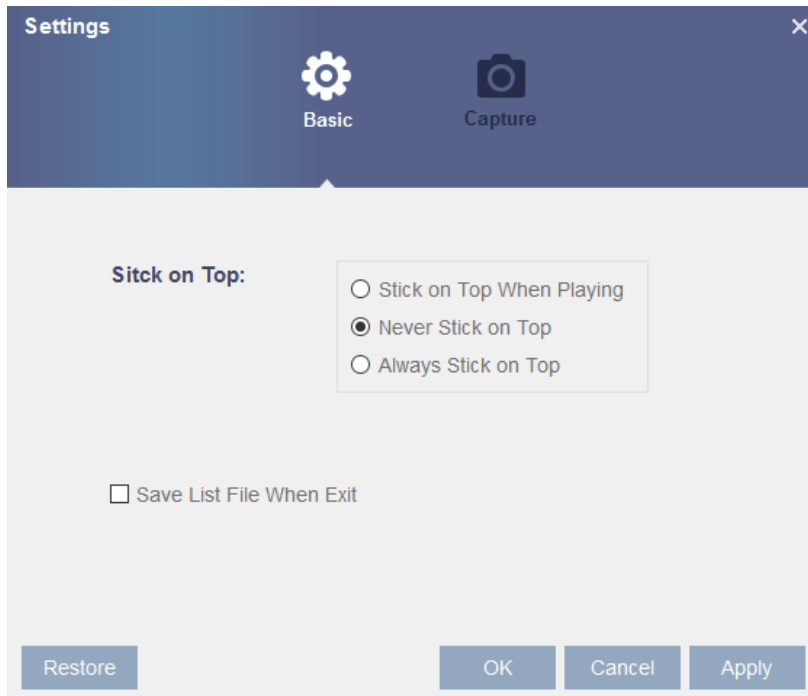 Settings
Basic
Capture
Sitck on Top:
Stick on Top When Playing
Never Stick on Top
Always Stick on Top
Save List File When Exit
Restore
OK
Cancel
Apply